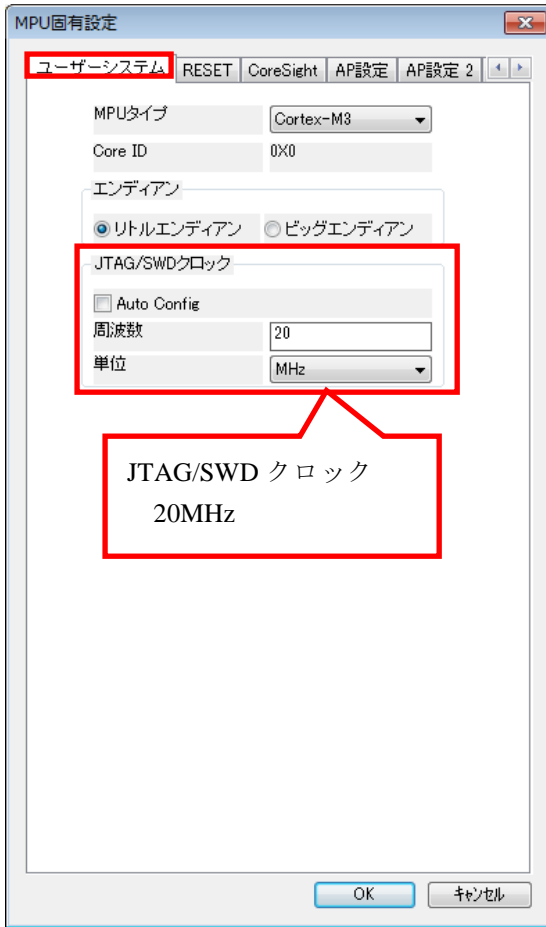 MPU固有設定
ユーザーシステム RESET CoreSight AP設定 AP設定 2
MPUタイプ Cortex-M3
Core ID 0X0
エンディアン
リトルエンディアン ビッグエンディアン
JTAG/SWDクロック
Auto Config
周波数 20
単位 MHz
JTAG/SWD クロック
20MHz
OK キャンセル